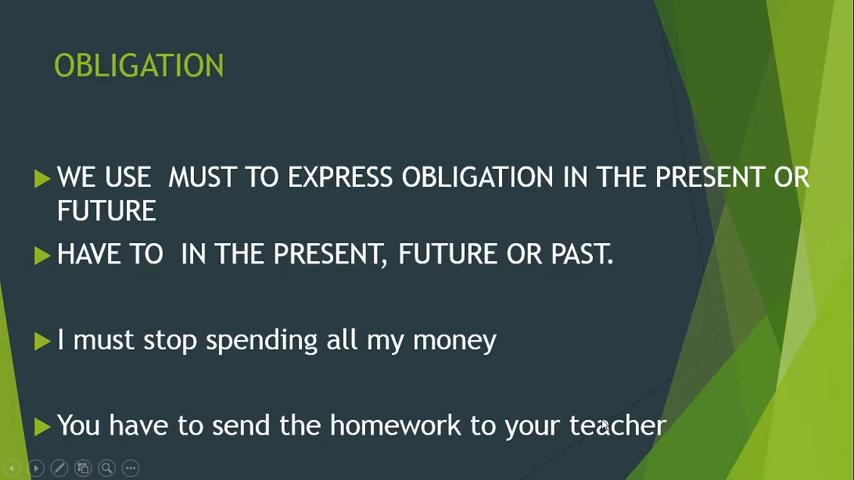 OBLIGATION
WE USE MUST TO EXPRESS OBLIGATION IN THE PRESENT OR
FUTURE
HAVE TO IN THE PRESENT, FUTURE OR PAST.
I must stop spending all my money
You have to send the homework to your teacher